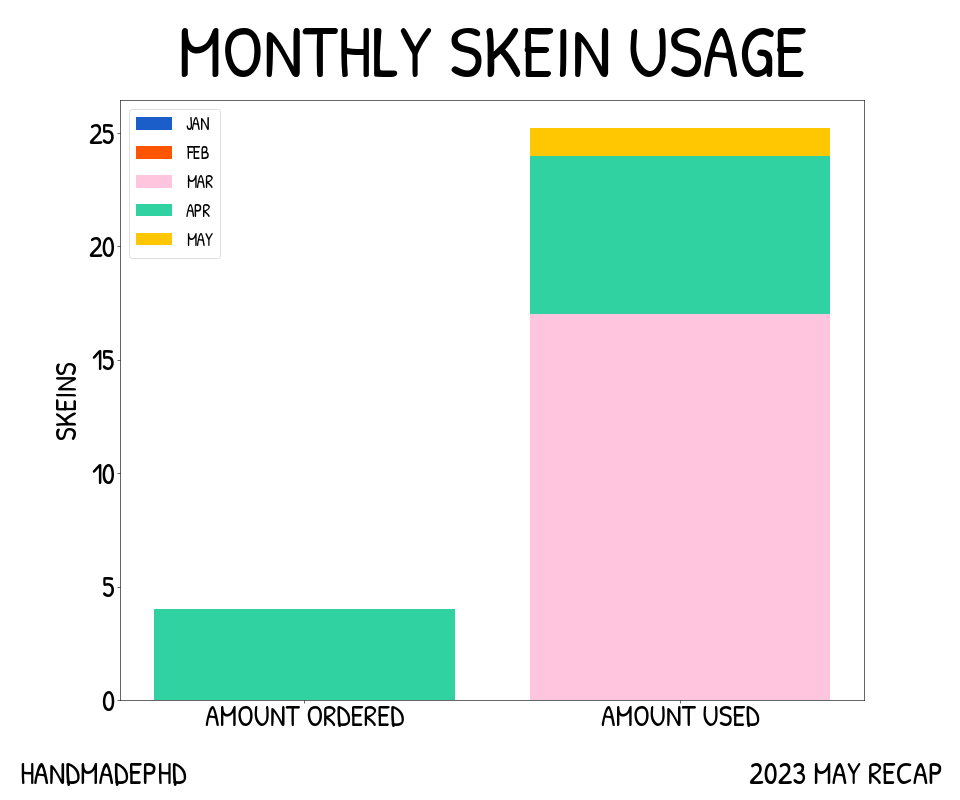 MONTHLY SKEIN USAGE
JAN
FEB
MAR
APR
MAY
25
20
15
10
5
0
SKEINS
AMOUNT ORDERED
AMOUNT USED
HANDMADEPHD
2023 MAY RECAP